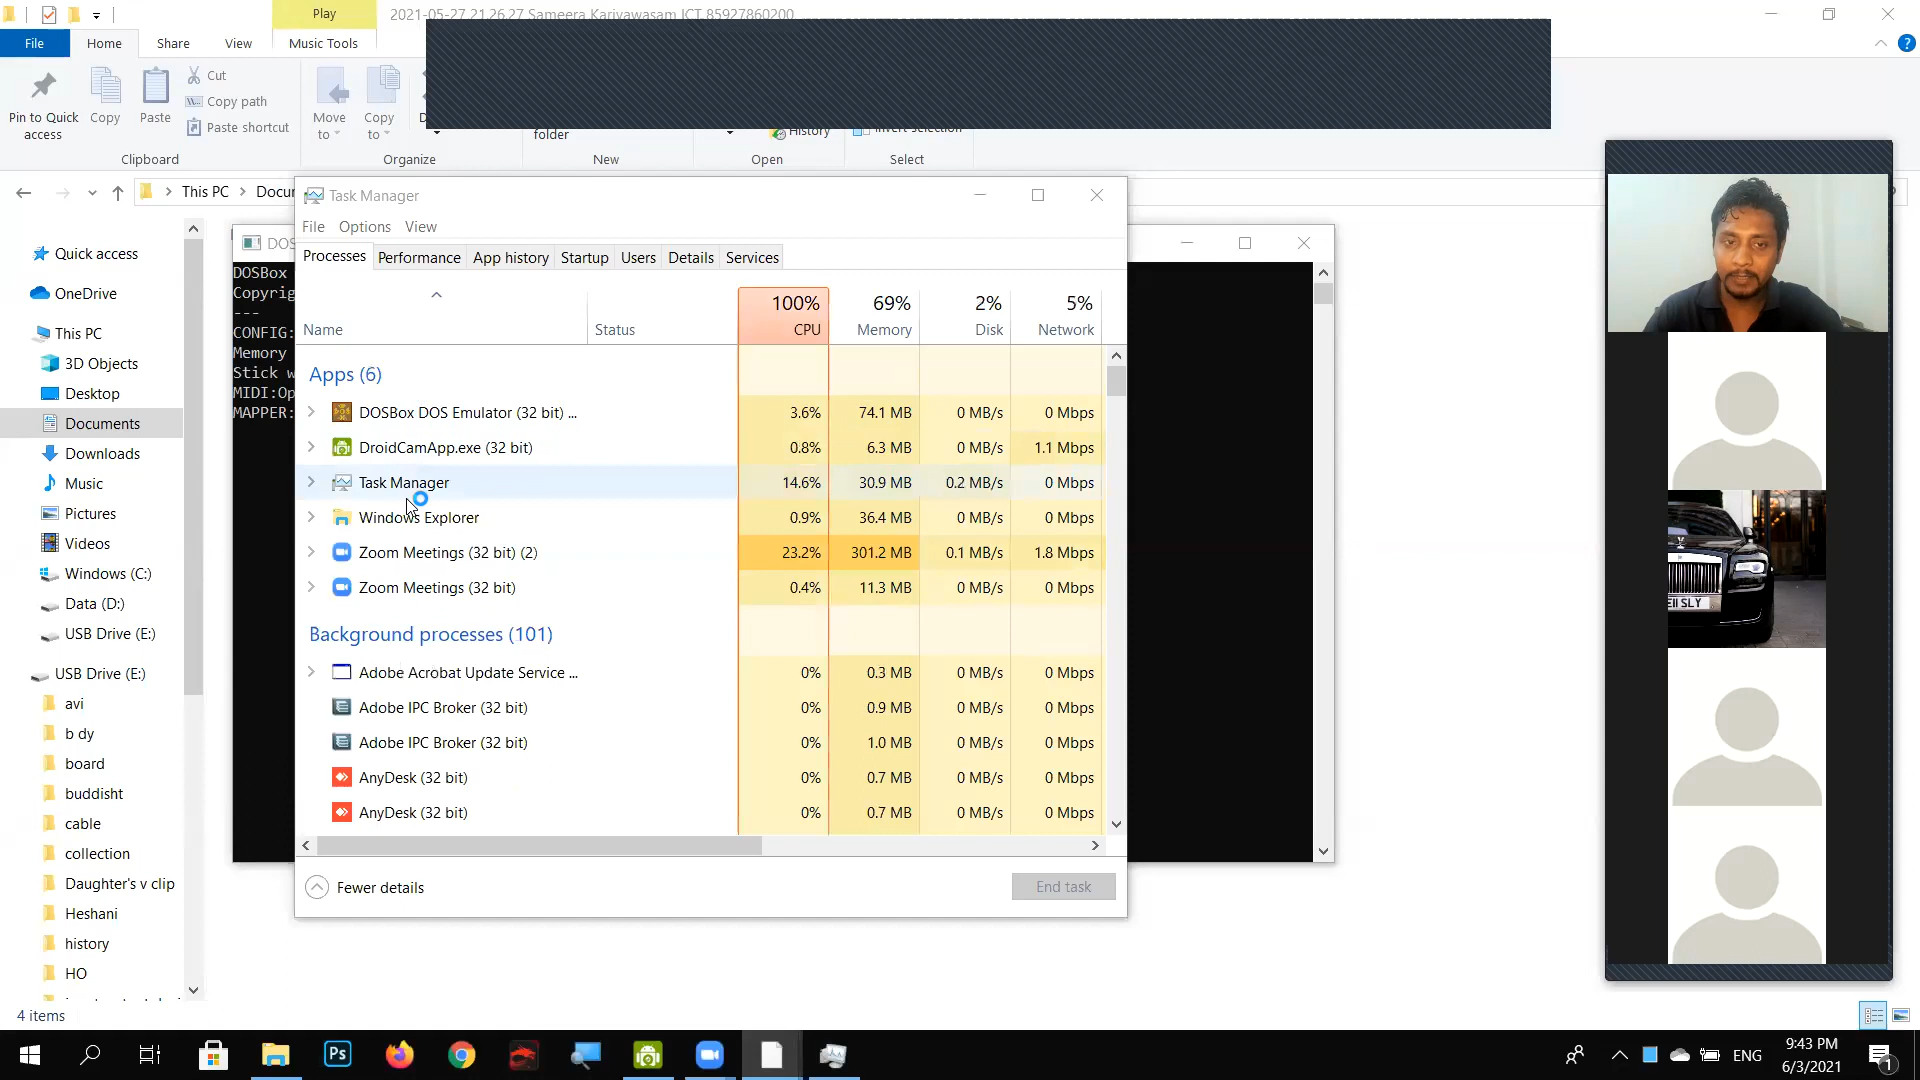 Play
2021-05-27 21.26.27 Sameera Kariyawasam ICT 85927860200
File
Home
Share
View
Music Tools
Pin to Quick access
Copy
Paste
Cut
Copy path
Paste shortcut
Move to
Copy to
folder
History
Invert selection
Clipboard
Organize
New
Open
Select
This PC
Docu
Quick access
OneDrive
This PC
3D Objects
Desktop
Documents
Downloads
Music
Pictures
Videos
Windows (C:)
Data (D:)
USB Drive (E:)
USB Drive (E:)
avi
b dy
board
buddisht
cable
collection
Daughter's v clip
Heshani
history
HO
4 items
DOS
DOSBox
Copyrig
---
CONFIG:
Memory
Stick w
MIDI:Op
MAPPER:
Task Manager
File Options View
Processes Performance App history Startup Users Details Services
100% 69% 2% 5%
Name Status CPU Memory Disk Network
Apps (6)
DOSBox DOS Emulator (32 bit) ... 3.6% 74.1 MB 0 MB/s 0 Mbps
DroidCamApp.exe (32 bit) 0.8% 6.3 MB 0 MB/s 1.1 Mbps
Task Manager 14.6% 30.9 MB 0.2 MB/s 0 Mbps
Windows Explorer 0.9% 36.4 MB 0 MB/s 0 Mbps
Zoom Meetings (32 bit) (2) 23.2% 301.2 MB 0.1 MB/s 1.8 Mbps
Zoom Meetings (32 bit) 0.4% 11.3 MB 0 MB/s 0 Mbps
Background processes (101)
Adobe Acrobat Update Service ... 0% 0.3 MB 0 MB/s 0 Mbps
Adobe IPC Broker (32 bit) 0% 0.9 MB 0 MB/s 0 Mbps
Adobe IPC Broker (32 bit) 0% 1.0 MB 0 MB/s 0 Mbps
AnyDesk (32 bit) 0% 0.7 MB 0 MB/s 0 Mbps
AnyDesk (32 bit) 0% 0.7 MB 0 MB/s 0 Mbps
Fewer details
End task
EII SLY
Ps
ENG
9:43 PM
6/3/2021
1